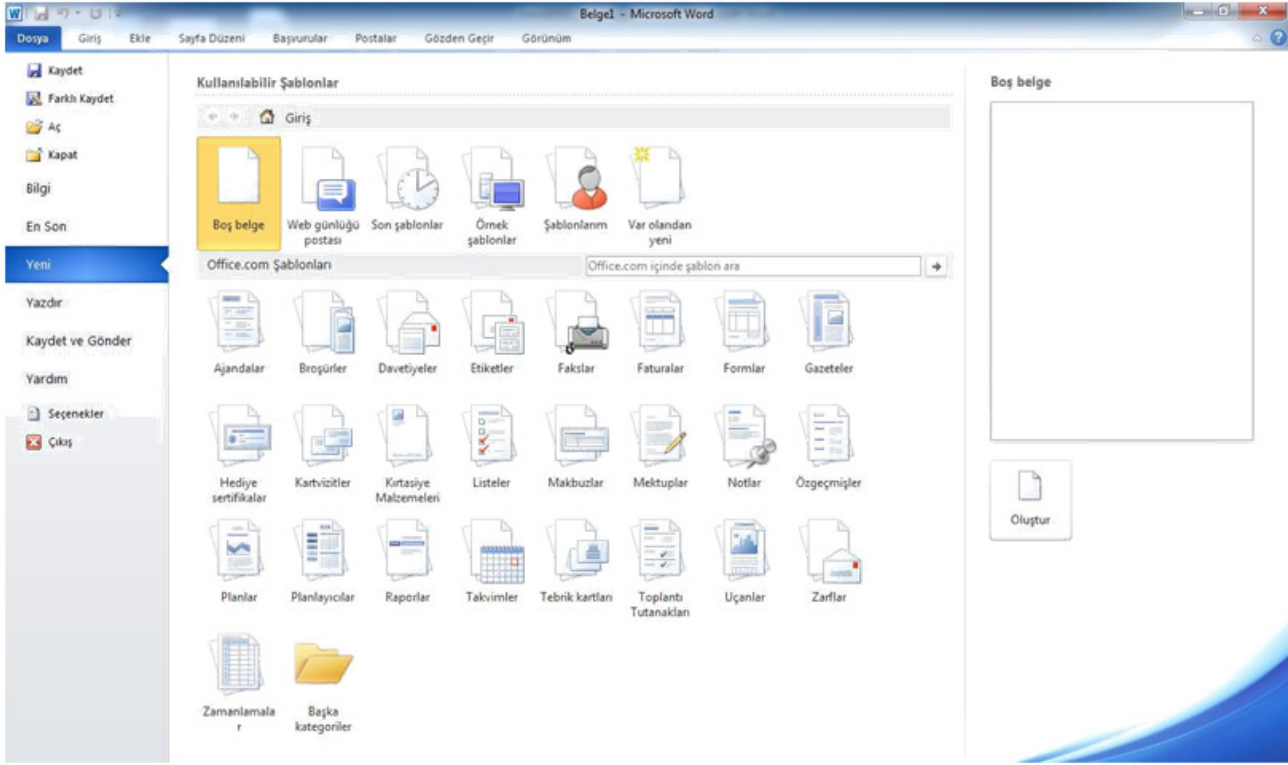 Belge1 - Microsoft Word
Dosya Giriş Ekle Sayfa Düzeni Başvurular Postalar Gözden Geçir Görünüm
Kaydet
Farklı Kaydet
Aç
Kapat
Bilgi
En Son
Yeni
Yazdır
Kaydet ve Gönder
Yardım
Seçenekler
Çıkış
Kullanılabilir Şablonlar
Giriş
Boş belge
Web günlüğü
postası
Son şablonlar
Örnek
şablonlar
Şablonlarım
Var olandan
yeni
Office.com Şablonları
Office.com içinde şablon ara
Ajandalar
Broşürler
Davetiyeler
Etiketler
Fakslar
Faturalar
Formlar
Gazeteler
Hediye
sertifikalar
Kartvizitler
Kırtasiye
Malzemeleri
Listeler
Makbuzlar
Mektuplar
Notlar
Özgeçmişler
Planlar
Planlayıcılar
Raporlar
Takvimler
Tebrik kartları
Toplantı
Tutanakları
Uçanlar
Zarflar
Zamanlamala
r
Başka
kategoriler
Boş belge
Oluştur